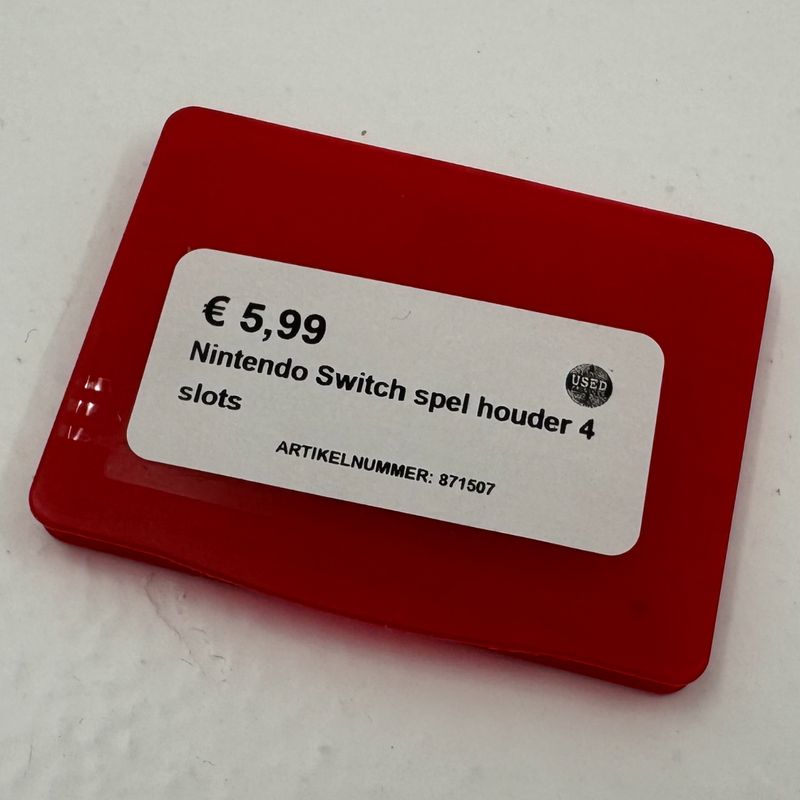 € 5,99
Nintendo Switch spel houder 4
slots
USED
ARTIKELNUMMER: 871507